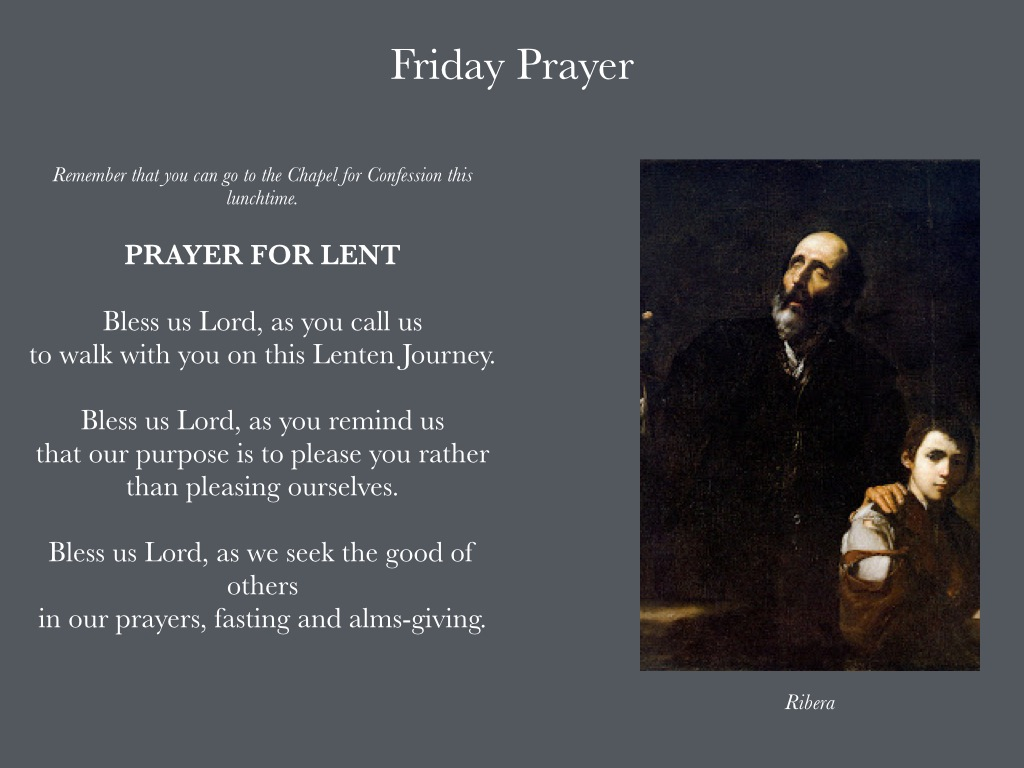 Friday Prayer
Remember that you can go to the Chapel for Confession this
lunchtime.
PRAYER FOR LENT
Bless us Lord, as you call us
to walk with you on this Lenten Journey.
Bless us Lord, as you remind us
that our purpose is to please you rather
than pleasing ourselves.
Bless us Lord, as we seek the good of
others
in our prayers, fasting and alms-giving.
Ribera